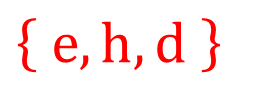 { e, h, d }